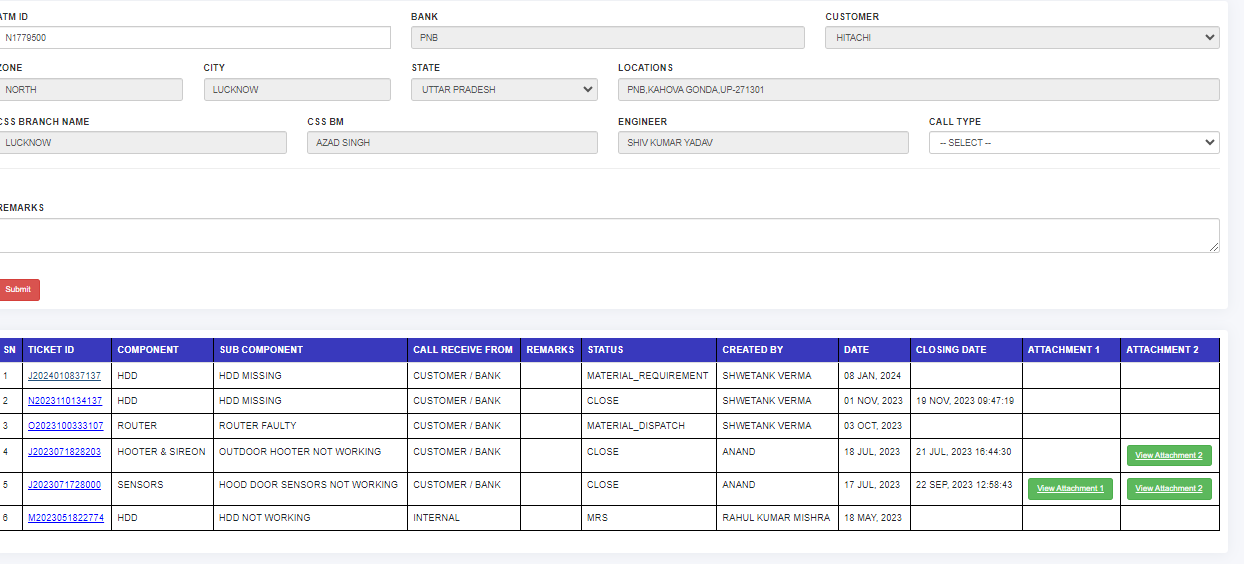 ATM ID BANK CUSTOMER
N1779500 PNB HITACHI
ZONE CITY STATE LOCATIONS
NORTH LUCKNOW UTTAR PRADESH PNB,KAHOVA GONDA,UP-271301
CSS BRANCH NAME CSS BM ENGINEER CALL TYPE
LUCKNOW AZAD SINGH SHIV KUMAR YADAV -- SELECT --
REMARKS
Submit
SN TICKET ID COMPONENT SUB COMPONENT CALL RECEIVE FROM REMARKS STATUS CREATED BY DATE CLOSING DATE ATTACHMENT 1 ATTACHMENT 2
1 J2024010837137 HDD HDD MISSING CUSTOMER / BANK MATERIAL_REQUIREMENT SHWETANK VERMA 08 JAN, 2024
2 N2023110134137 HDD HDD MISSING CUSTOMER / BANK CLOSE SHWETANK VERMA 01 NOV, 2023 19 NOV, 2023 09:47:19
3 O2023100333107 ROUTER ROUTER FAULTY CUSTOMER / BANK MATERIAL_DISPATCH SHWETANK VERMA 03 OCT, 2023
4 J2023071828203 HOOTER & SIREON OUTDOOR HOOTER NOT WORKING CUSTOMER / BANK CLOSE ANAND 18 JUL, 2023 21 JUL, 2023 16:44:30 View Attachment 2
5 J2023071728000 SENSORS HOOD DOOR SENSORS NOT WORKING CUSTOMER / BANK CLOSE ANAND 17 JUL, 2023 22 SEP, 2023 12:58:43 View Attachment 1 View Attachment 2
6 M2023051822774 HDD HDD NOT WORKING INTERNAL MRS RAHUL KUMAR MISHRA 18 MAY, 2023